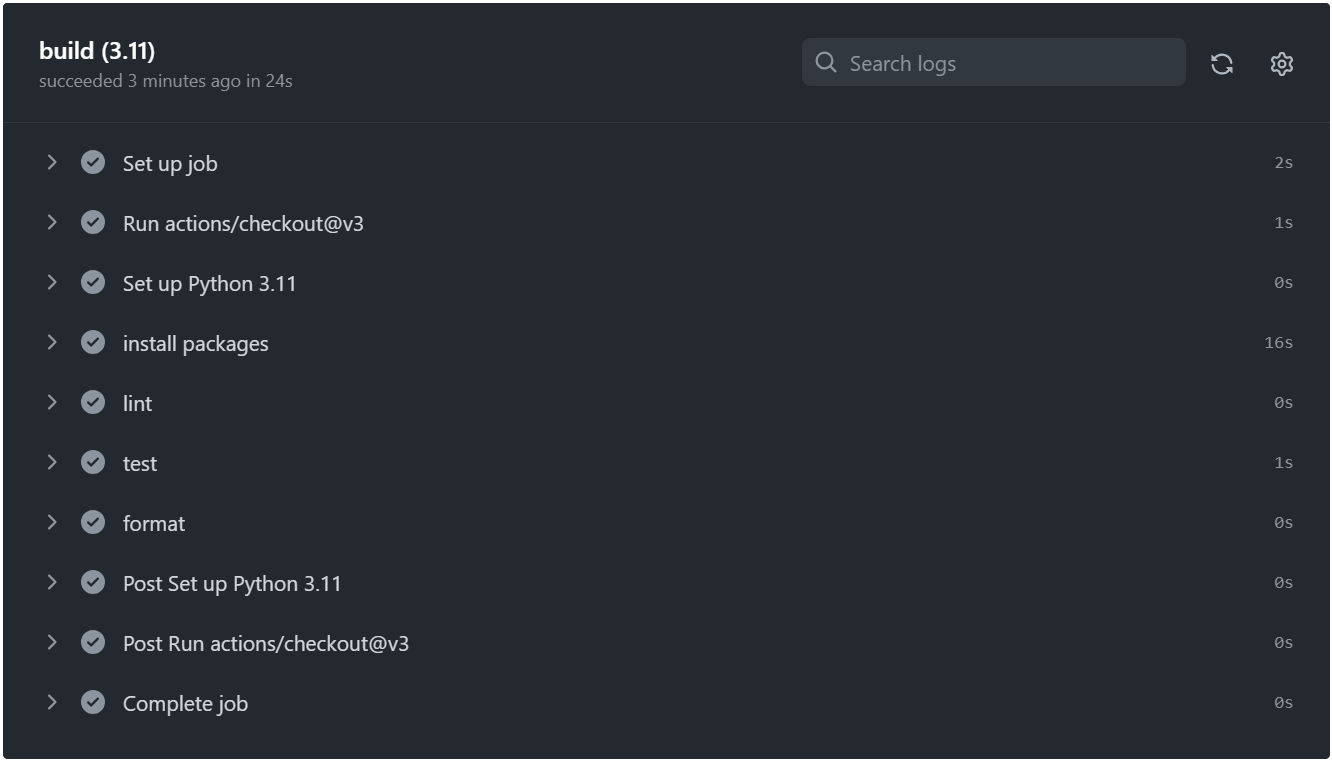 build (3.11)
succeeded 3 minutes ago in 24s
Search logs
Set up job 2s
Run actions/checkout@v3 1s
Set up Python 3.11 0s
install packages 16s
lint 0s
test 1s
format 0s
Post Set up Python 3.11 0s
Post Run actions/checkout@v3 0s
Complete job 0s